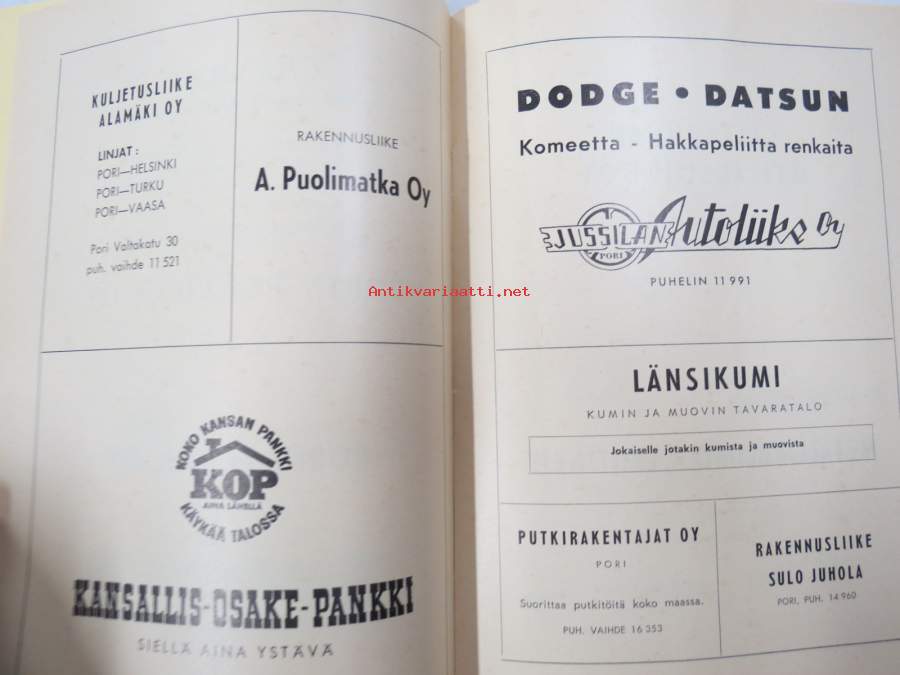 KULJETUSLIIKE
ALAMÄKI OY
LINJAT:
PORI—HELSINKI
PORI—TURKU
PORI—VAASA
Pori Valtakatu 30
puh. vaihde 11 521
RAKENNUSLIIKE
A. Puolimatka Oy
KOKO KANSAN PANKKI
KOP
AINA LÄHELLÄ
KÄYKÄÄ TALOSSA
KANSALLIS-OSAKE-PANKKI
SIELLÄ AINA YSTÄVÄ
Antikvariaatti.net
DODGE • DATSUN
Komeetta - Hakkapeliitta renkaita
JUSSILAN Autoliike Oy
PORI
PUHELIN 11 991
LÄNSIKUMI
KUMIN JA MUOVIN TAVARATALO
Jokaiselle jotakin kumista ja muovista
PUTKIRAKENTAJAT OY
PORI
Suorittaa putkitöitä koko maassa.
PUH. VAIHDE 16 353
RAKENNUSLIIKE
SULO JUHOLA
PORI, PUH. 14 960